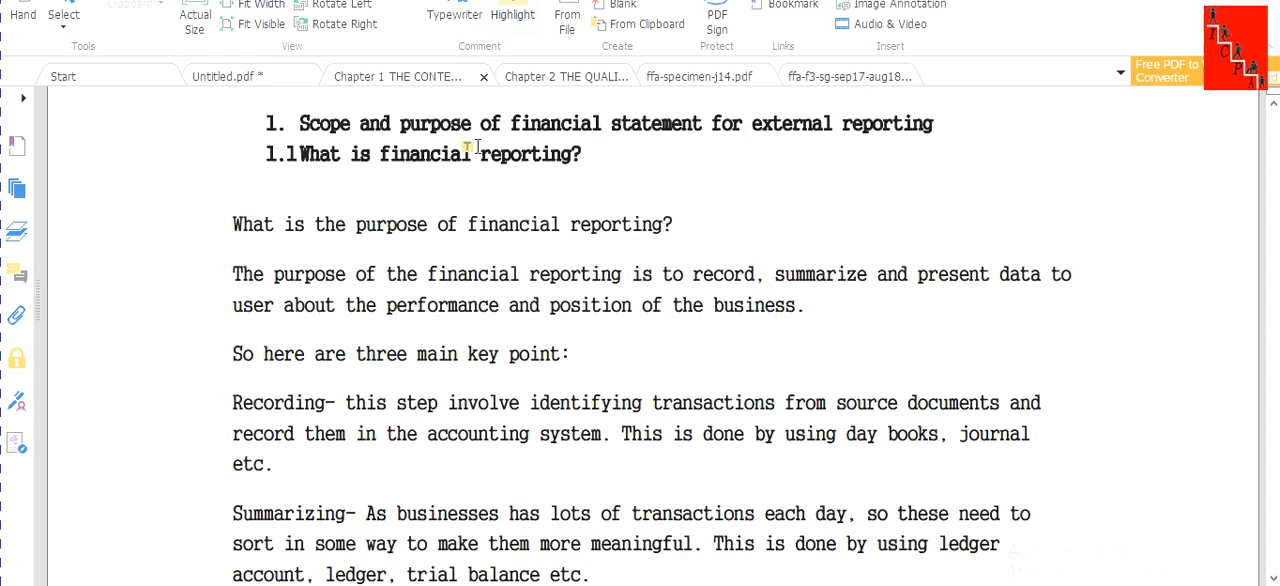 Hand
Select
Clipboard
Actual
Size
Fit Width
Fit Visible
Rotate Left
Rotate Right
Typewriter
Highlight
From
File
Blank
From Clipboard
PDF
Sign
Bookmark
Image Annotation
Audio & Video
Tools
View
Comment
Create
Protect
Links
Insert
Start
Untitled.pdf *
Chapter 1 THE CONTE...
Chapter 2 THE QUALI...
ffa-specimen-j14.pdf
ffa-f3-sg-sep17-aug18...
Free PDF to
Converter
T
C
P
A
1. Scope and purpose of financial statement for external reporting
1.1What is financial reporting?
What is the purpose of financial reporting?
The purpose of the financial reporting is to record, summarize and present data to
user about the performance and position of the business.
So here are three main key point:
Recording- this step involve identifying transactions from source documents and
record them in the accounting system. This is done by using day books, journal
etc.
Summarizing- As businesses has lots of transactions each day, so these need to
sort in some way to make them more meaningful. This is done by using ledger
account, ledger, trial balance etc.